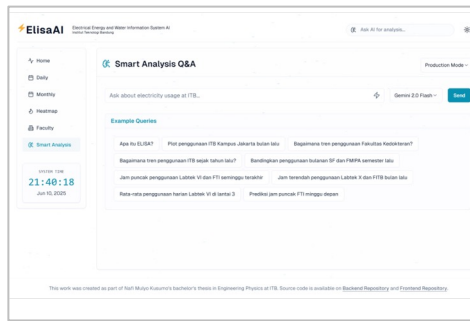 ElisaAI
Electrical Energy and Water Information System AI
Institut Teknologi Bandung
Ask AI for analysis...
Home
Daily
Monthly
Heatmap
Faculty
Smart Analysis
SYSTEM TIME
21:40:18
Jun 10, 2025
Smart Analysis Q&A
Production Mode
Ask about electricity usage at ITB...
Gemini 2.0 Flash
Send
Example Queries
Apa itu ELISA?
Plot penggunaan ITB Kampus Jakarta bulan lalu
Bagaimana tren penggunaan Fakultas Kedokteran?
Bagaimana tren penggunaan ITB sejak tahun lalu?
Bandingkan penggunaan bulanan SF dan FMIPA semester lalu
Jam puncak penggunaan Labtek VI dan FTI seminggu terakhir
Jam terendah penggunaan Labtek II dan FITB bulan lalu
Rata-rata penggunaan harian Labtek VI di lantai 3
Prediksi jam puncak FTI minggu depan
This work was created as part of Nafi Mulyo Kusumo's bachelor's thesis in Engineering Physics at ITB. Source code is available on Backend Repository and Frontend Repository.